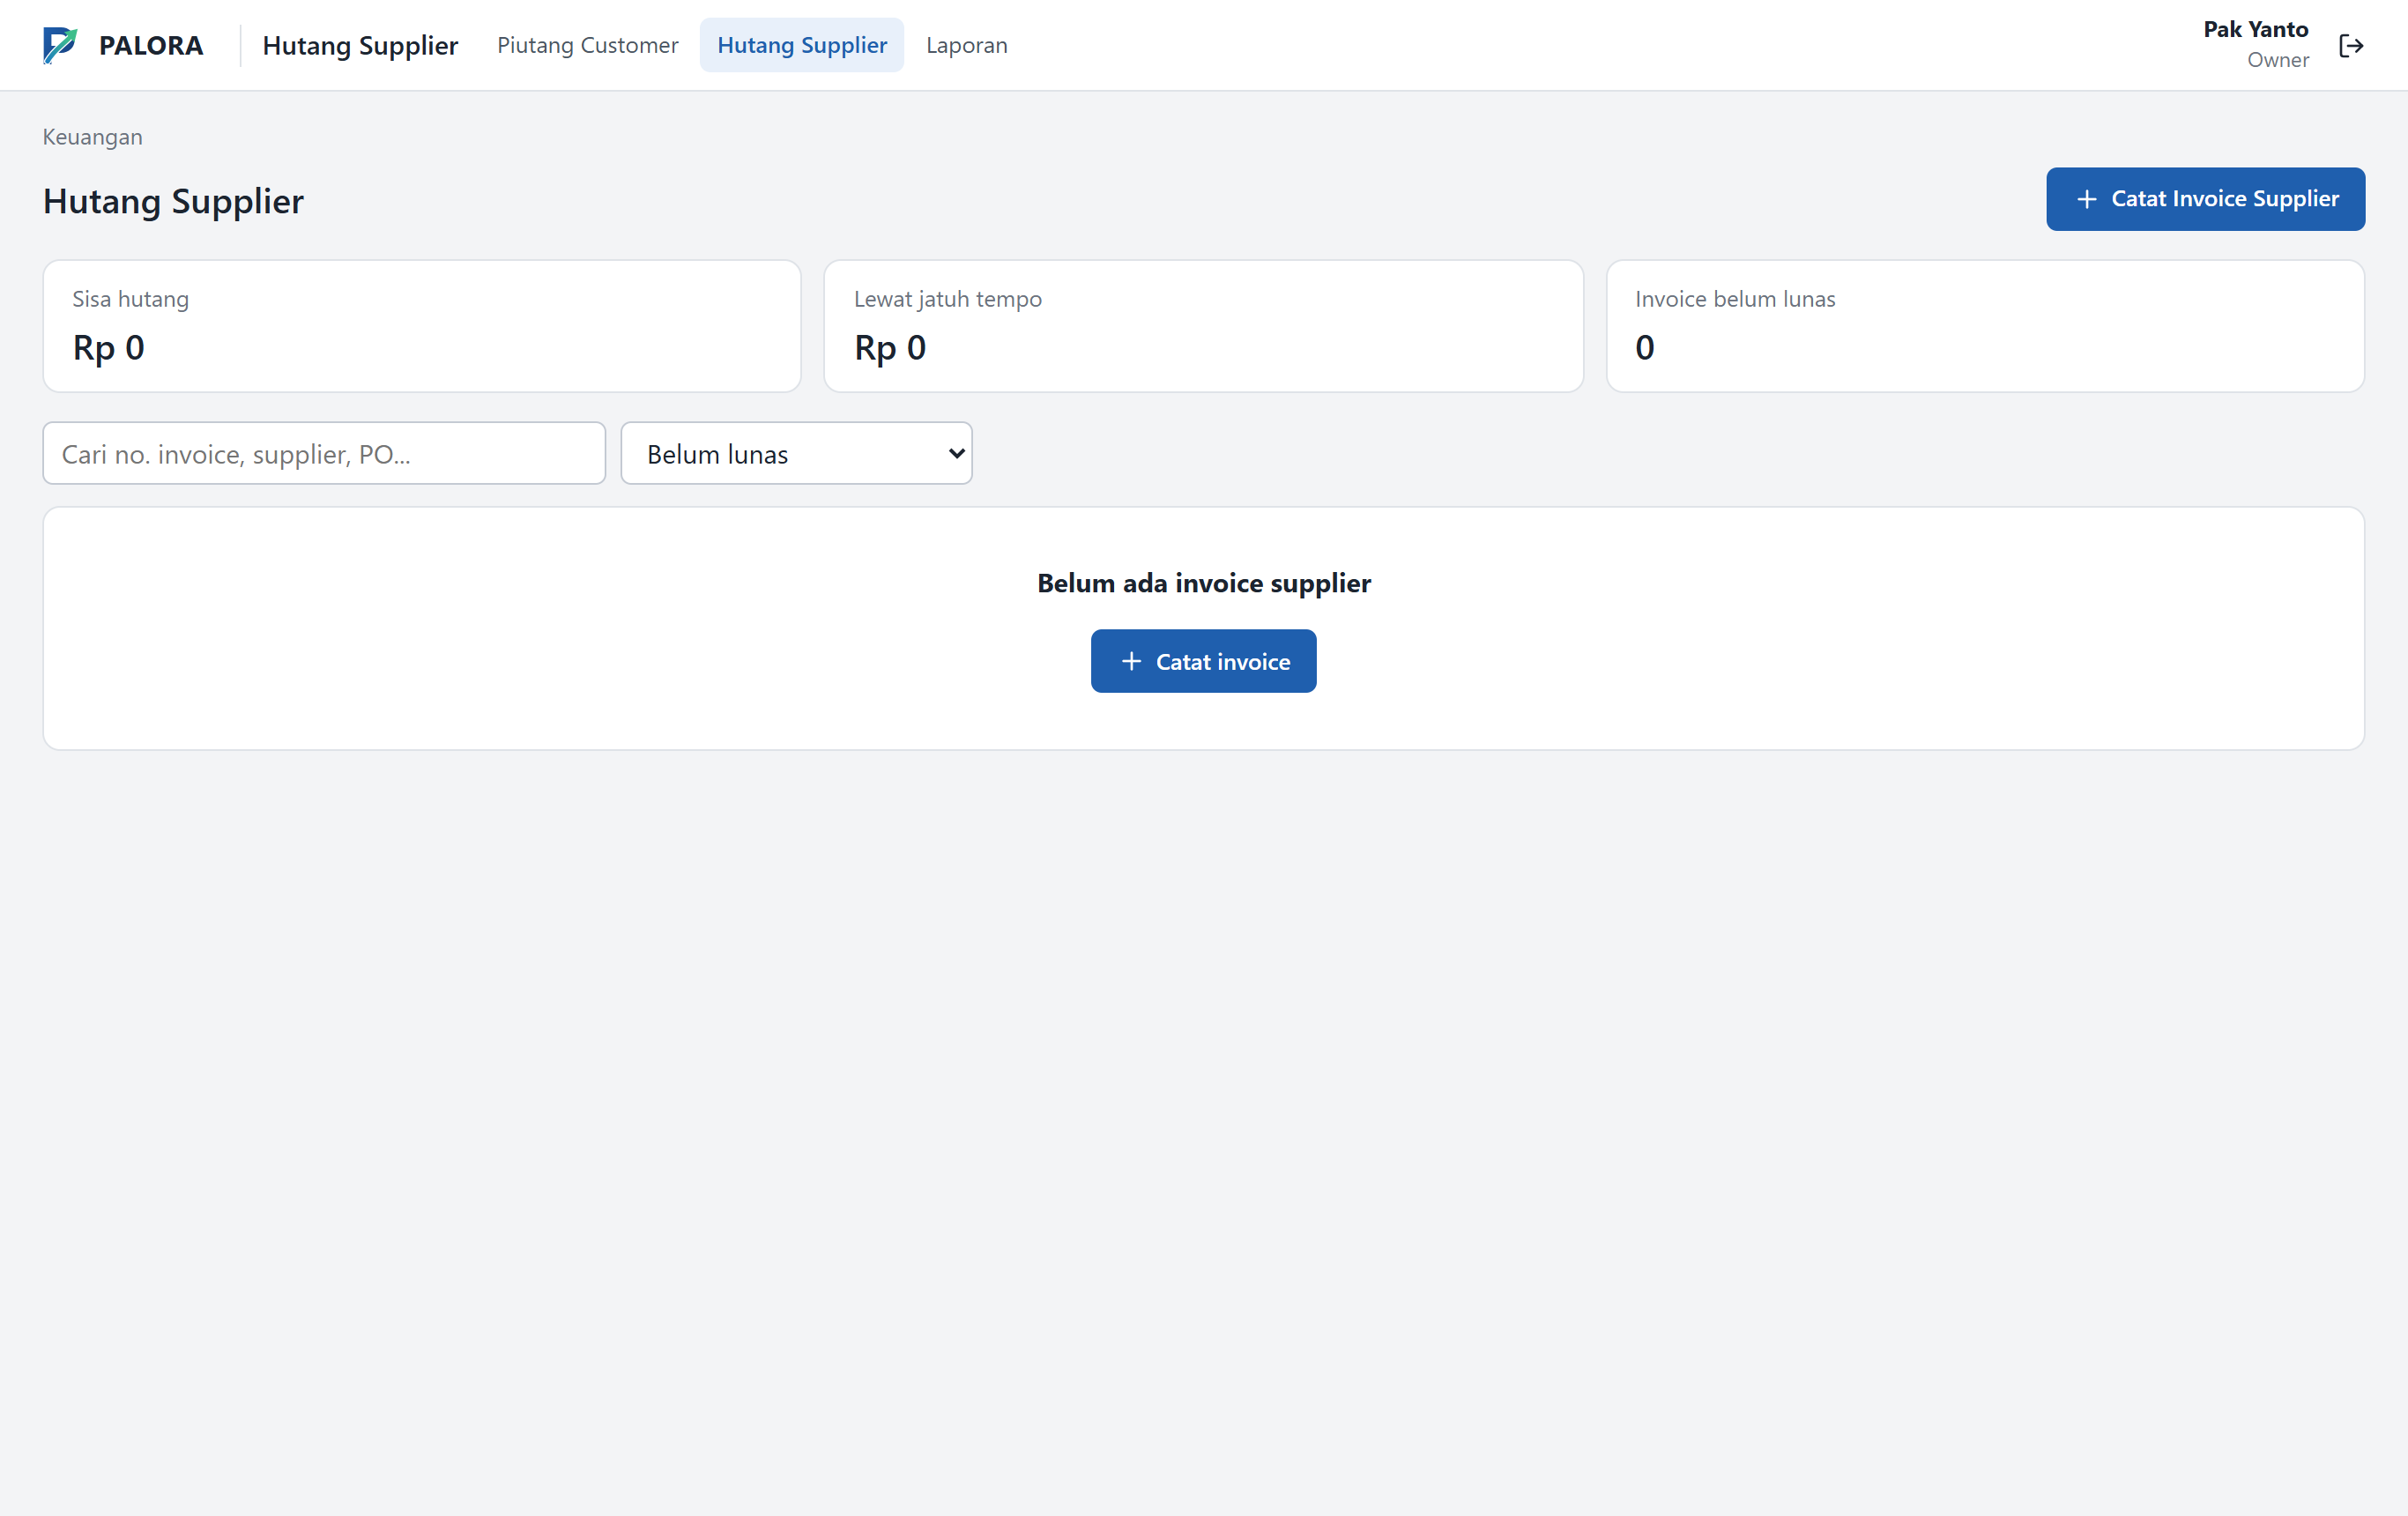 PALORA
Hutang Supplier
Piutang Customer
Hutang Supplier
Laporan
Pak Yanto
Owner
Keuangan
Hutang Supplier
Catat Invoice Supplier
Sisa hutang
Rp 0
Lewat jatuh tempo
Rp 0
Invoice belum lunas
0
Cari no. invoice, supplier, PO...
Belum lunas
Belum ada invoice supplier
Catat invoice